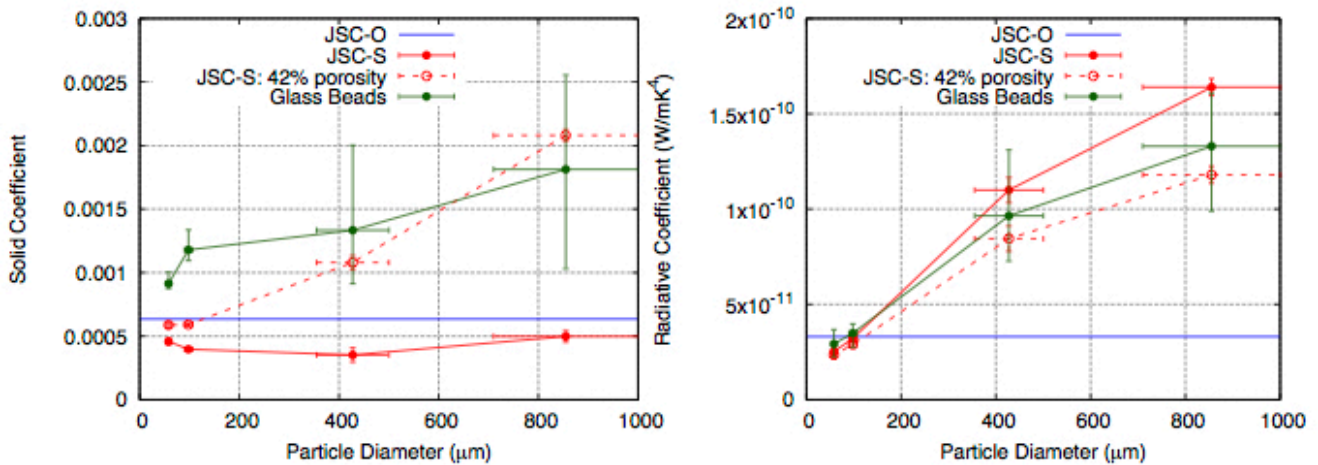 0.003
0.0025
0.002
0.0015
0.001
0.0005
0
Solid Coefficient
JSC-O
JSC-S
JSC-S: 42% porosity
Glass Beads
0 200 400 600 800 1000
Particle Diameter (μm)
2x10⁻¹⁰
1.5x10⁻¹⁰
1x10⁻¹⁰
5x10⁻¹¹
0
Radiative Coefficient (W/mK⁴)
JSC-O
JSC-S
JSC-S: 42% porosity
Glass Beads
0 200 400 600 800 1000
Particle Diameter (μm)